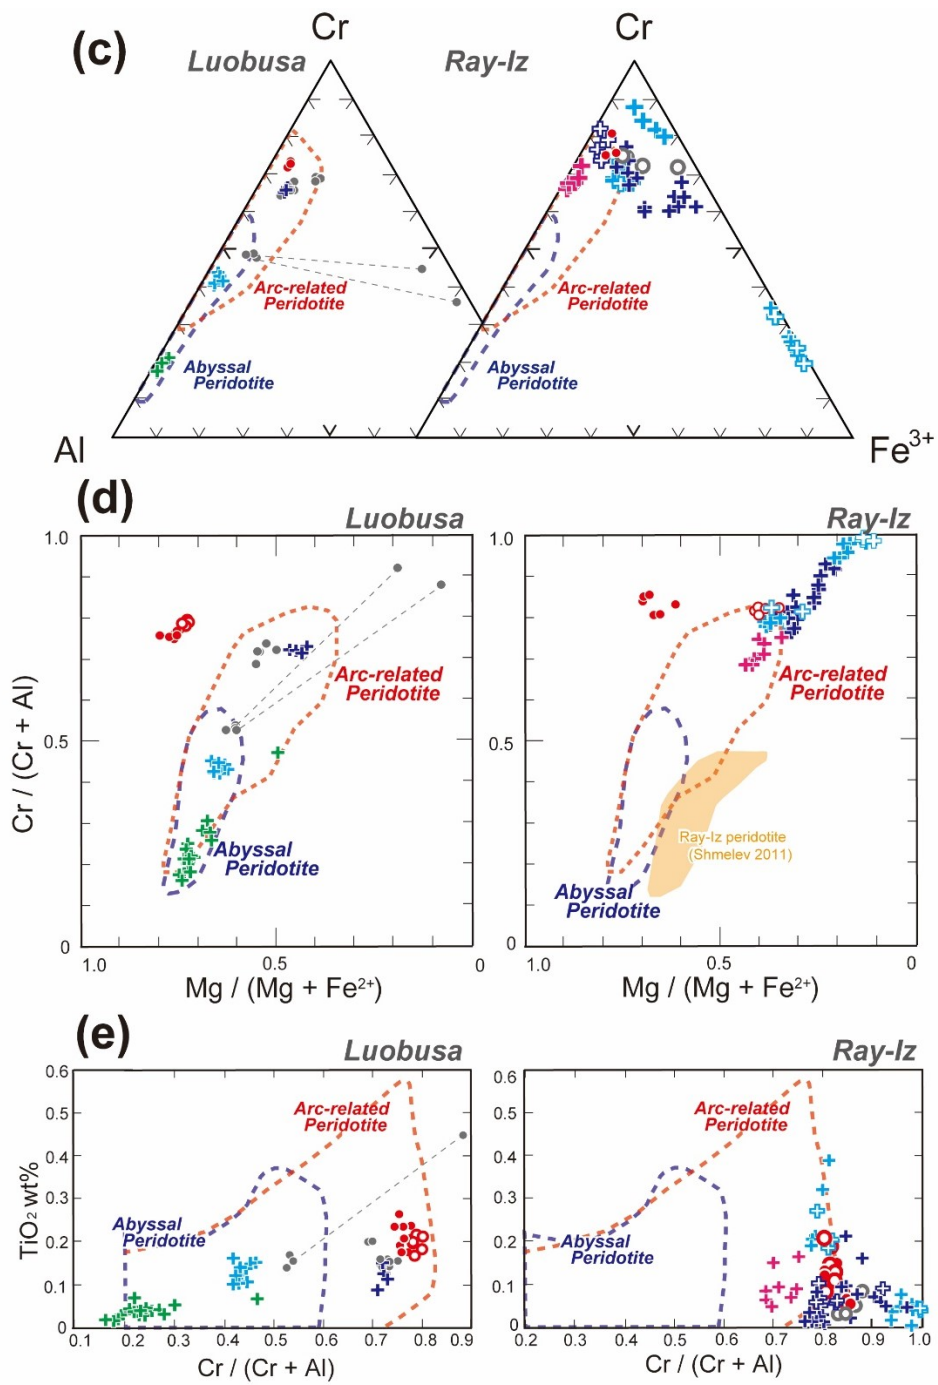 (c)
Cr
Cr
Luobusa
Ray-Iz
Arc-related
Peridotite
Arc-related
Peridotite
Abyssal
Peridotite
Abyssal
Peridotite
Al
Fe3+
(d)
Luobusa
Ray-Iz
1.0
1.0
Arc-related
Peridotite
Arc-related
Peridotite
Cr / (Cr + Al)
0.5
0.5
Ray-Iz peridotite
(Shmelev 2011)
Abyssal
Peridotite
Abyssal
Peridotite
0
0
1.0
0.5
0
1.0
0.5
0
Mg / (Mg + Fe2+)
Mg / (Mg + Fe2+)
(e)
Luobusa
Ray-Iz
0.6
0.6
Arc-related
Peridotite
Arc-related
Peridotite
0.5
0.5
0.4
0.4
TiO2 wt%
0.3
0.3
Abyssal
Peridotite
Abyssal
Peridotite
0.2
0.2
0.1
0.1
0
0
0.1 0.2 0.3 0.4 0.5 0.6 0.7 0.8 0.9
0.2 0.3 0.4 0.5 0.6 0.7 0.8 0.9 1.0
Cr / (Cr + Al)
Cr / (Cr + Al)